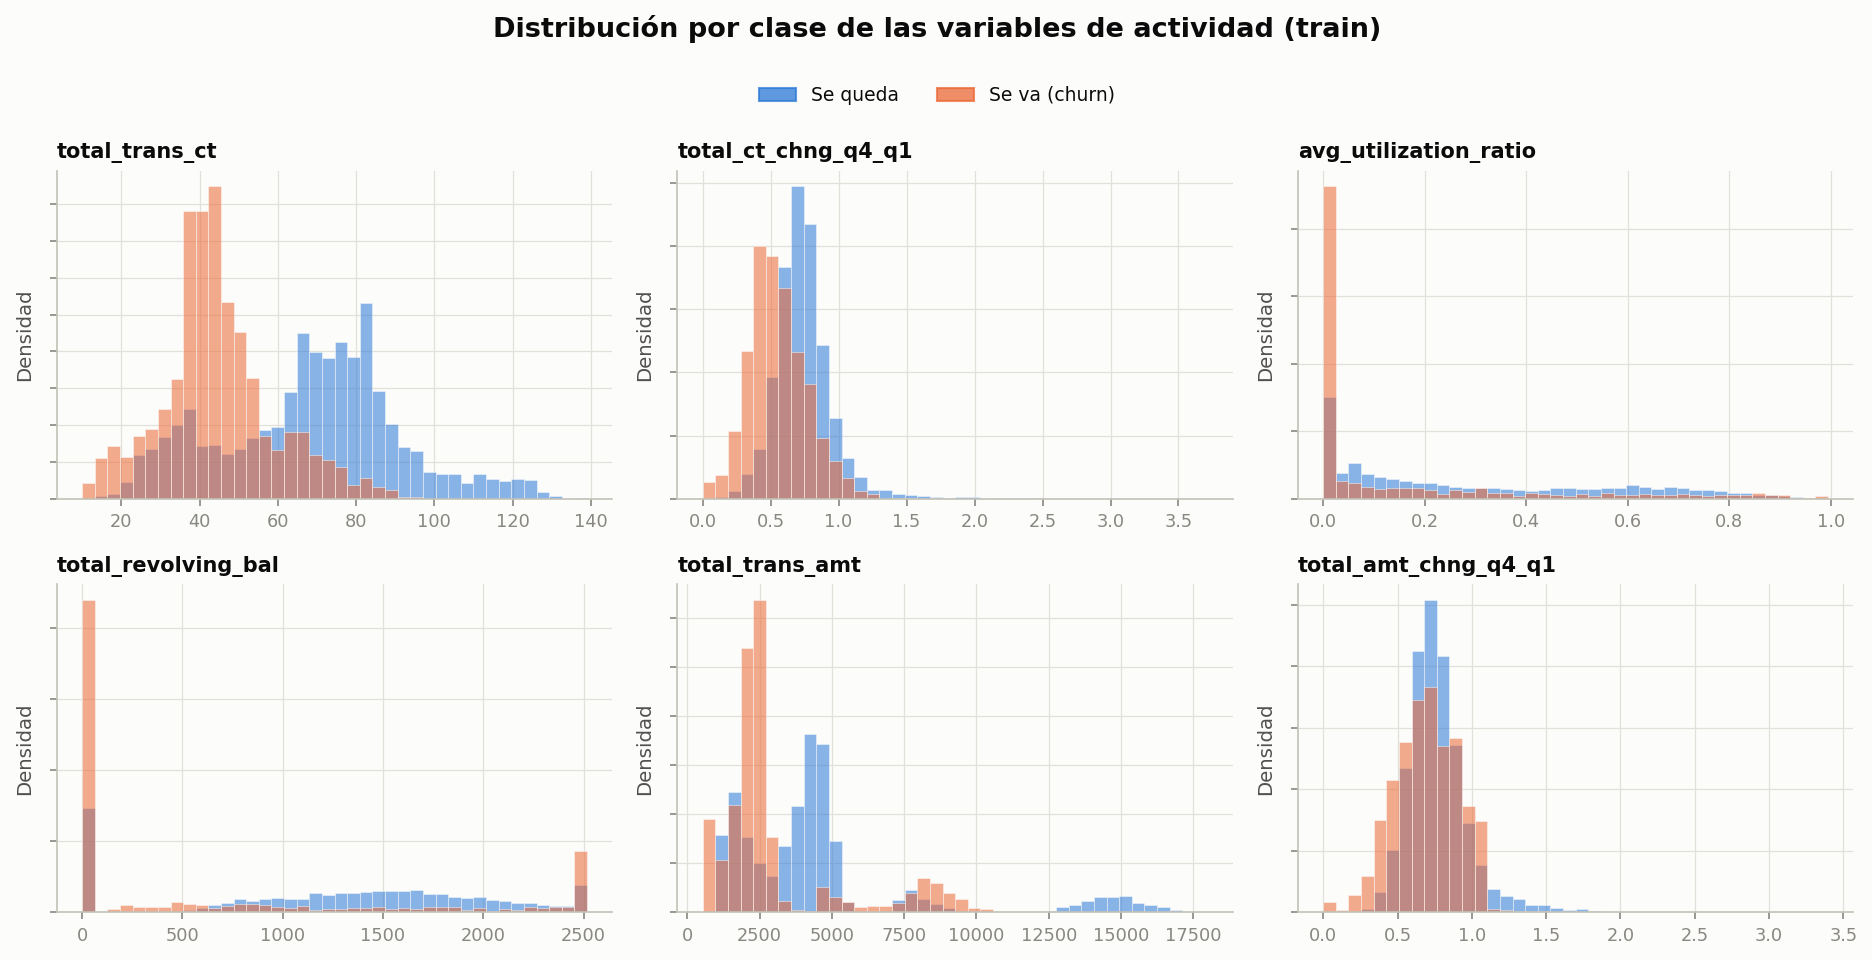 Distribución por clase de las variables de actividad (train)
Se queda Se va (churn)
total_trans_ct
Densidad
20 40 60 80 100 120 140
total_ct_chng_q4_q1
Densidad
0.0 0.5 1.0 1.5 2.0 2.5 3.0 3.5
avg_utilization_ratio
Densidad
0.0 0.2 0.4 0.6 0.8 1.0
total_revolving_bal
Densidad
0 500 1000 1500 2000 2500
total_trans_amt
Densidad
0 2500 5000 7500 10000 12500 15000 17500
total_amt_chng_q4_q1
Densidad
0.0 0.5 1.0 1.5 2.0 2.5 3.0 3.5